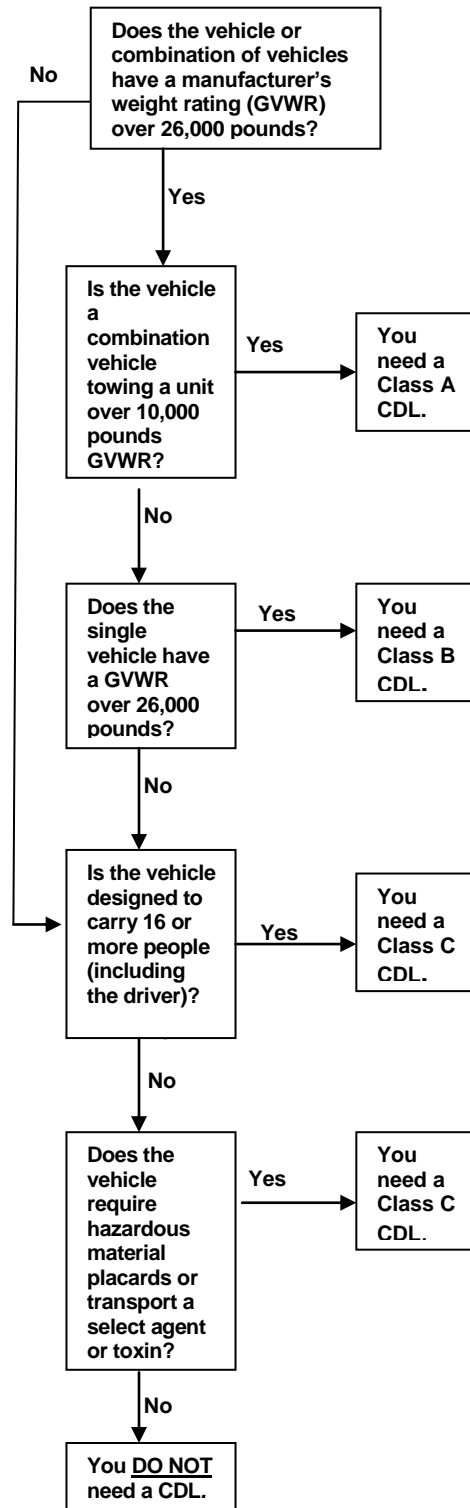 Does the vehicle or
combination of vehicles
have a manufacturer’s
weight rating (GVWR)
over 26,000 pounds?
No
Yes
Is the vehicle
a
combination
vehicle
towing a unit
over 10,000
pounds
GVWR?
Yes
You
need a
Class A
CDL.
No
Does the
single
vehicle have
a GVWR
over 26,000
pounds?
Yes
You
need a
Class B
CDL.
No
Is the vehicle
designed to
carry 16 or
more people
(including
the driver)?
Yes
You
need a
Class C
CDL.
No
Does the
vehicle
require
hazardous
material
placards or
transport a
select agent
or toxin?
Yes
You
need a
Class C
CDL.
No
You DO NOT
need a CDL.